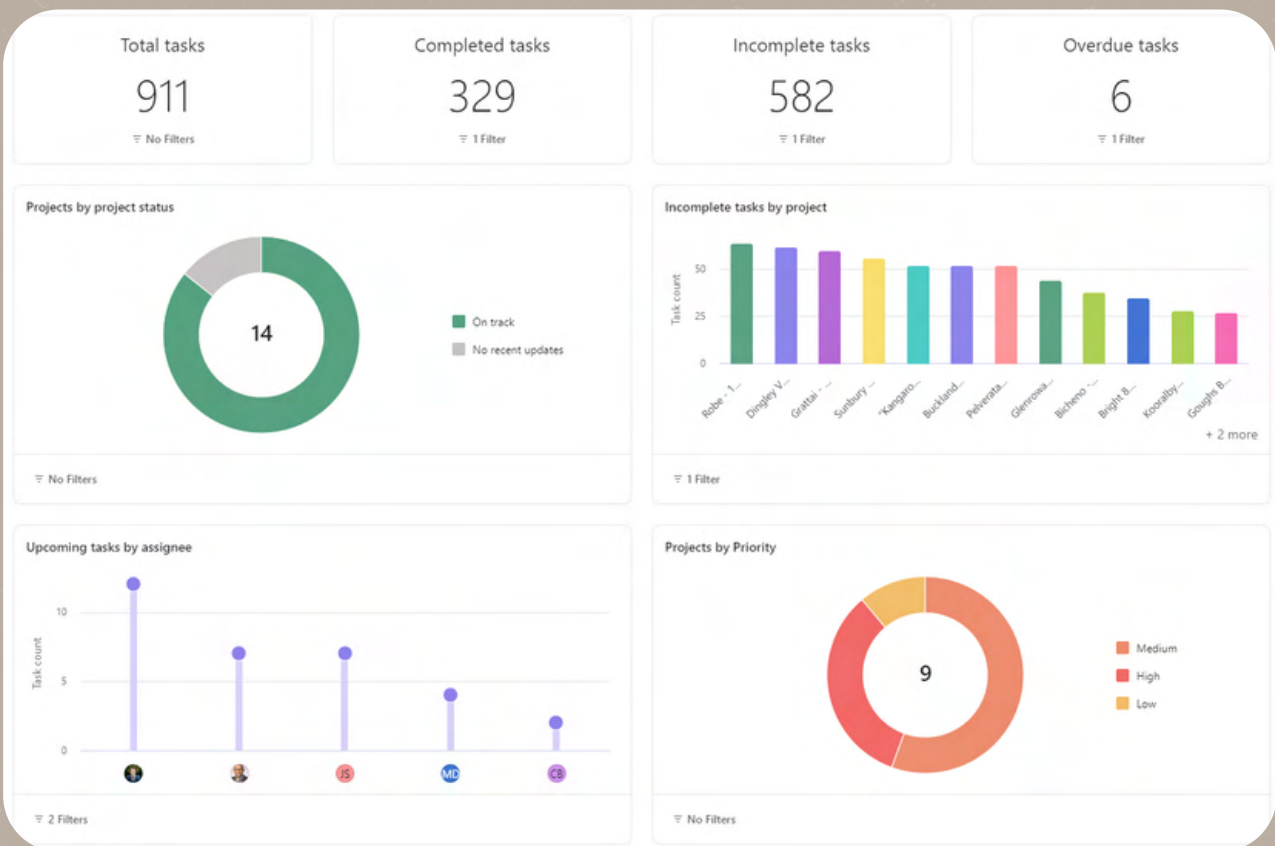 Total tasks
911
No Filters
Completed tasks
329
1 Filter
Incomplete tasks
582
1 Filter
Overdue tasks
6
1 Filter
Projects by project status
14
On track
No recent updates
No Filters
Incomplete tasks by project
Task count
50
25
0
Robe - 1...
Dingley V...
Grattai - ...
Sunbury ...
"Kangaro...
Buckland...
Pelverata...
Glenrowa...
Bicheno -...
Bright B...
Kooralby...
Goughs B...
+ 2 more
1 Filter
Upcoming tasks by assignee
Task count
10
5
0
JS
MD
CB
2 Filters
Projects by Priority
9
Medium
High
Low
No Filters